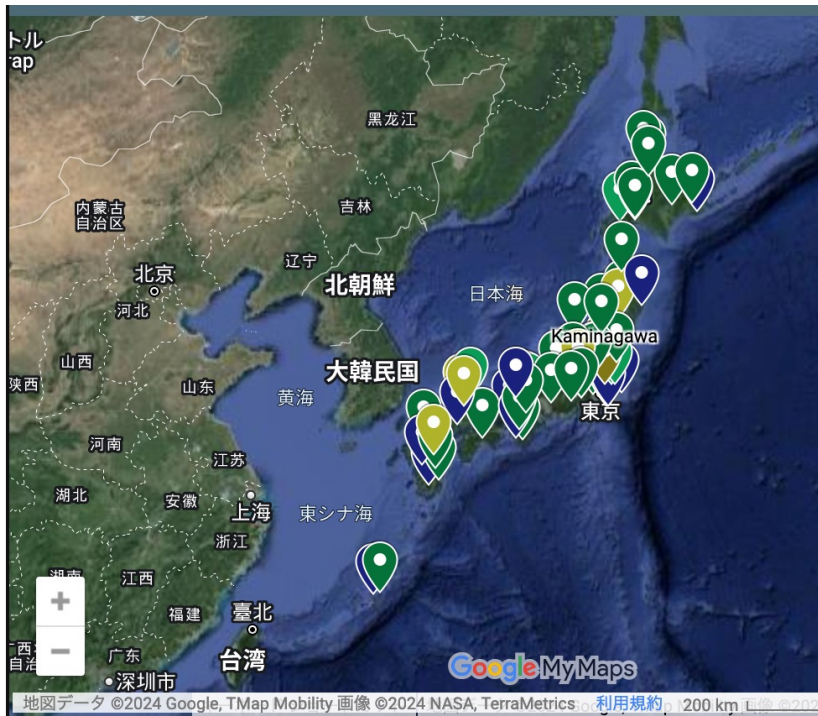 トル
ap
黑龙江
内蒙古
自治区
吉林
辽宁
北京
河北
北朝鮮
日本海
Kaminagawa
山西
陕西
山东
大韓民国
黄海
東京
河南
江苏
湖北
安徽
上海
東シナ海
浙江
湖南
江西
福建
臺北
台湾
广东
深圳市
Google My Maps
地図データ ©2024 Google, TMap Mobility 画像 ©2024 NASA, TerraMetrics 利用規約 200 km